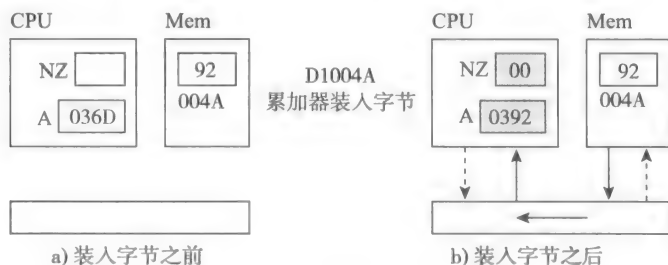 CPU
Mem
NZ
92
004A
A 036D
D1004A
累加器装入字节
CPU
Mem
NZ 00
92
004A
A 0392
a) 装入字节之前
b) 装入字节之后